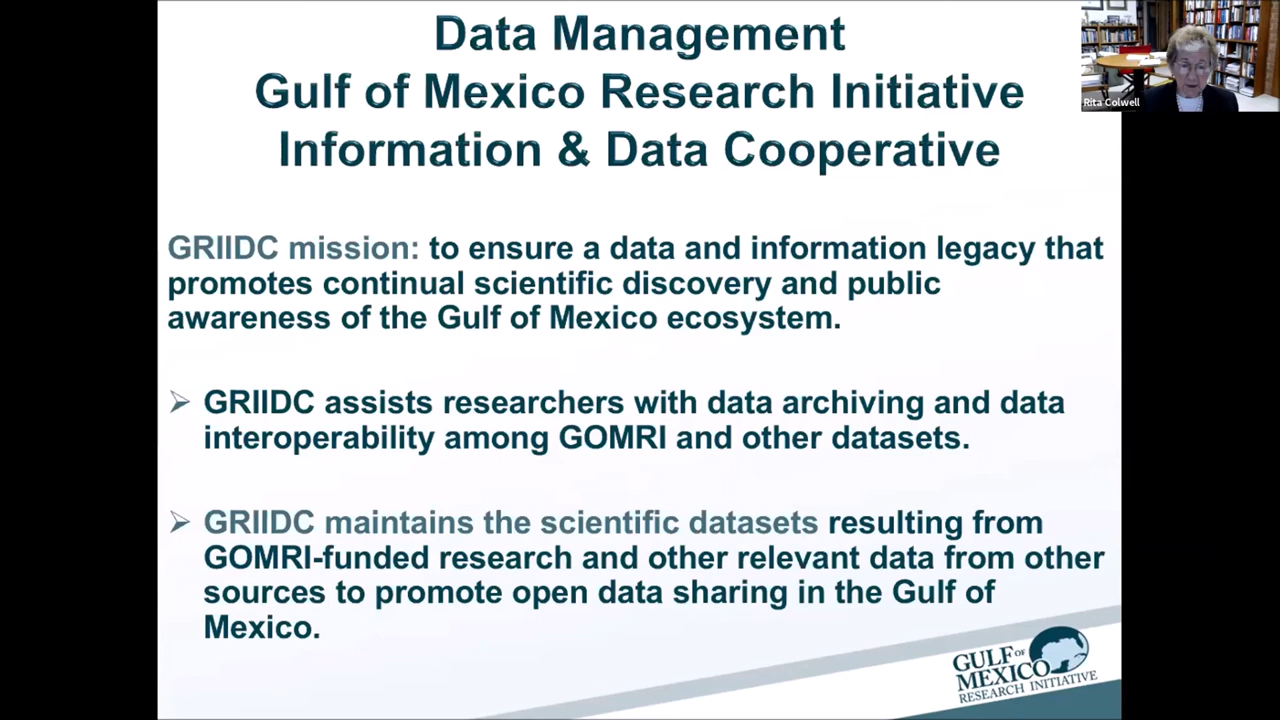 Data Management
Gulf of Mexico Research Initiative
Information & Data Cooperative
Rita Colwell
GRIIDC mission: to ensure a data and information legacy that
promotes continual scientific discovery and public
awareness of the Gulf of Mexico ecosystem.
GRIIDC assists researchers with data archiving and data
interoperability among GOMRI and other datasets.
GRIIDC maintains the scientific datasets resulting from
GOMRI-funded research and other relevant data from other
sources to promote open data sharing in the Gulf of
Mexico.
GULF OF
MEXICO
RESEARCH INITIATIVE